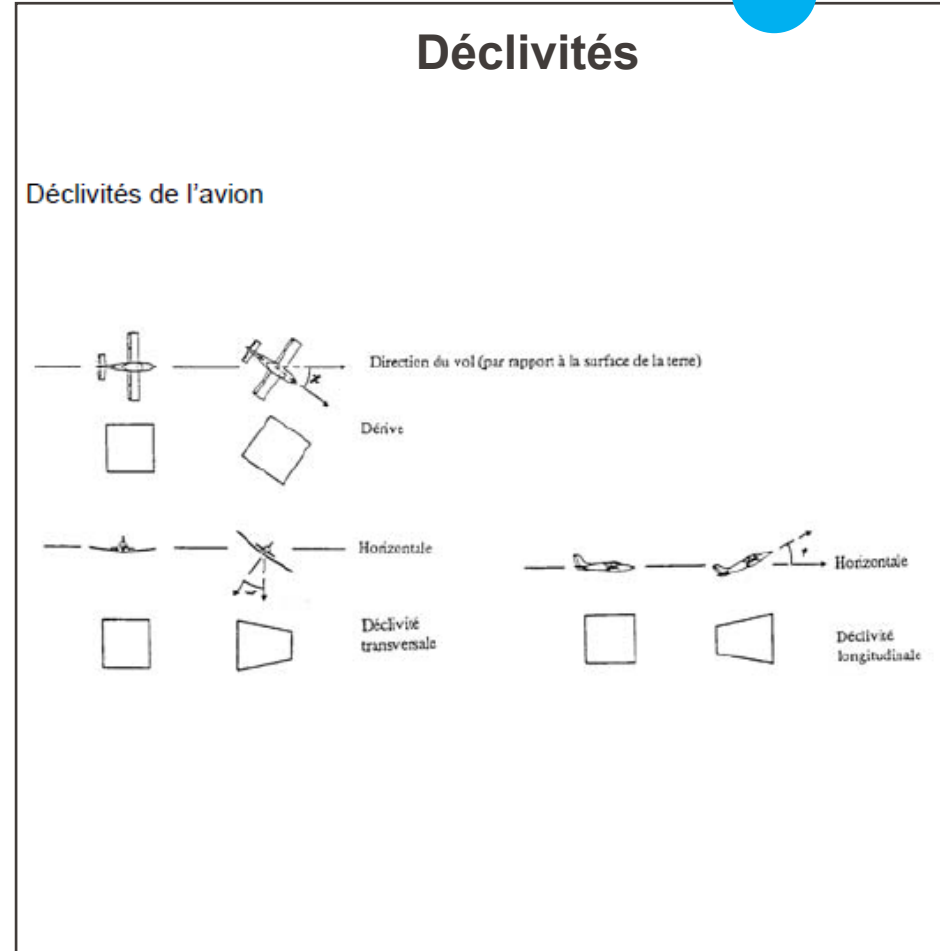 Déclivités
Déclivités de l'avion
Direction du vol (par rapport à la surface de la terre)
Dérive
Horizontale
Horizontale
Déclivité
transversale
Déclivité
longitudinale